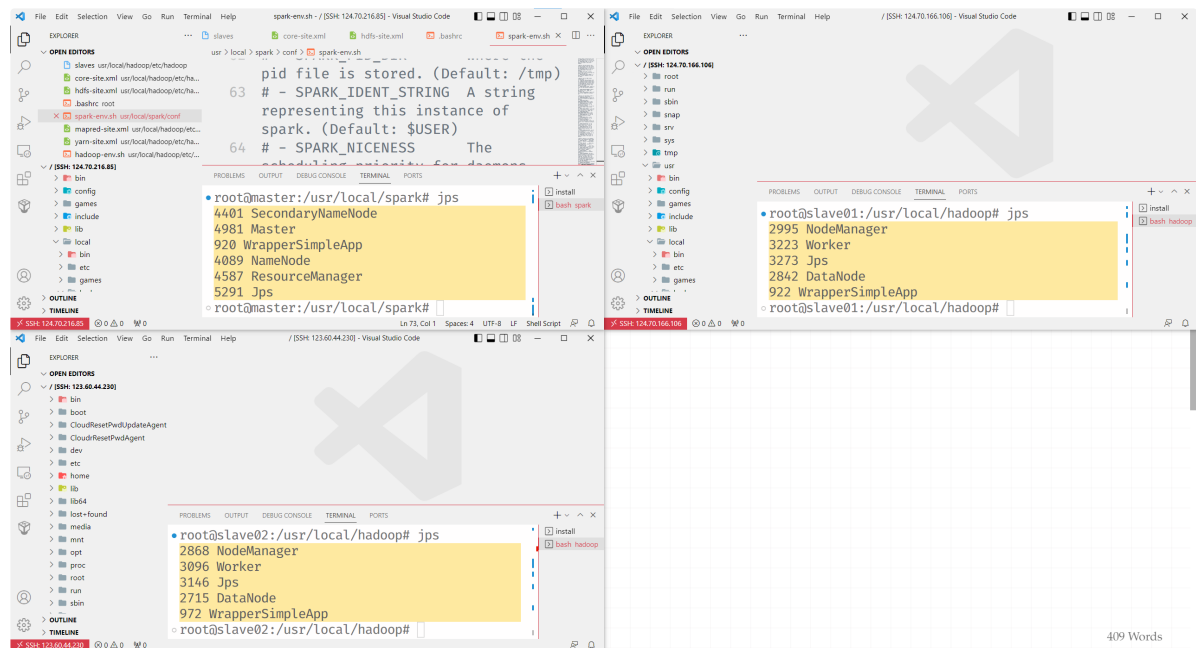 File Edit Selection View Go Run Terminal Help
spark-env.sh - / [SSH: 124.70.216.85] - Visual Studio Code
EXPLORER
OPEN EDITORS
slaves usr/local/hadoop/etc/hadoop
core-site.xml usr/local/hadoop/etc/ha...
hdfs-site.xml usr/local/hadoop/etc/ha...
.bashrc root
spark-env.sh usr/local/spark/conf
mapred-site.xml usr/local/hadoop/etc...
yarn-site.xml usr/local/hadoop/etc/ha...
hadoop-env.sh usr/local/hadoop/etc/...
/ [SSH: 124.70.216.85]
bin
config
games
include
lib
local
bin
etc
games
OUTLINE
TIMELINE
slaves core-site.xml hdfs-site.xml .bashrc spark-env.sh
usr > local > spark > conf > spark-env.sh
pid file is stored. (Default: /tmp)
63 # - SPARK_IDENT_STRING A string
representing this instance of
spark. (Default: $USER)
64 # - SPARK_NICENESS The
scheduling priority for daemons
PROBLEMS OUTPUT DEBUG CONSOLE TERMINAL PORTS
root@master:/usr/local/spark# jps
4401 SecondaryNameNode
4981 Master
920 WrapperSimpleApp
4089 NameNode
4587 ResourceManager
5291 Jps
root@master:/usr/local/spark#
install
bash spark
SSH: 124.70.216.85 0 0 0 Ln 73, Col 1 Spaces: 4 UTF-8 LF Shell Script
File Edit Selection View Go Run Terminal Help
/ [SSH: 124.70.166.106] - Visual Studio Code
EXPLORER
OPEN EDITORS
/ [SSH: 124.70.166.106]
root
run
sbin
snap
srv
sys
tmp
usr
bin
config
games
include
lib
local
bin
etc
games
OUTLINE
TIMELINE
PROBLEMS OUTPUT DEBUG CONSOLE TERMINAL PORTS
root@slave01:/usr/local/hadoop# jps
2995 NodeManager
3223 Worker
3273 Jps
2842 DataNode
922 WrapperSimpleApp
root@slave01:/usr/local/hadoop#
install
bash hadoop
SSH: 124.70.166.106 0 0 0
File Edit Selection View Go Run Terminal Help
/ [SSH: 123.60.44.230] - Visual Studio Code
EXPLORER
OPEN EDITORS
/ [SSH: 123.60.44.230]
bin
boot
CloudResetPwdUpdateAgent
CloudrResetPwdAgent
dev
etc
home
lib
lib64
lost+found
media
mnt
opt
proc
root
run
sbin
OUTLINE
TIMELINE
PROBLEMS OUTPUT DEBUG CONSOLE TERMINAL PORTS
root@slave02:/usr/local/hadoop# jps
2868 NodeManager
3096 Worker
3146 Jps
2715 DataNode
972 WrapperSimpleApp
root@slave02:/usr/local/hadoop#
install
bash hadoop
SSH: 123.60.44.230 0 0 0
409 Words